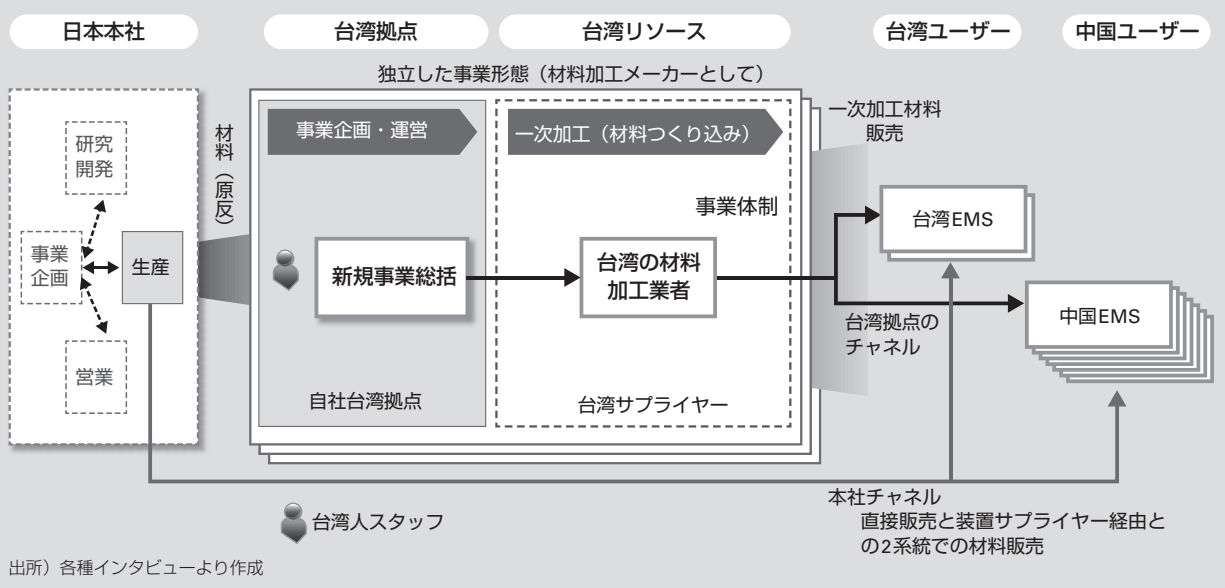 日本本社
台湾拠点
台湾リソース
台湾ユーザー
中国ユーザー
独立した事業形態（材料加工メーカーとして）
研究
開発
事業
企画
生産
営業
材料（原反）
事業企画・運営
新規事業総括
自社台湾拠点
一次加工（材料つくり込み）
事業体制
台湾の材料
加工業者
台湾サプライヤー
一次加工材料
販売
台湾EMS
中国EMS
台湾拠点の
チャネル
本社チャネル
直接販売と装置サプライヤー経由と
の2系統での材料販売
台湾人スタッフ
出所）各種インタビューより作成